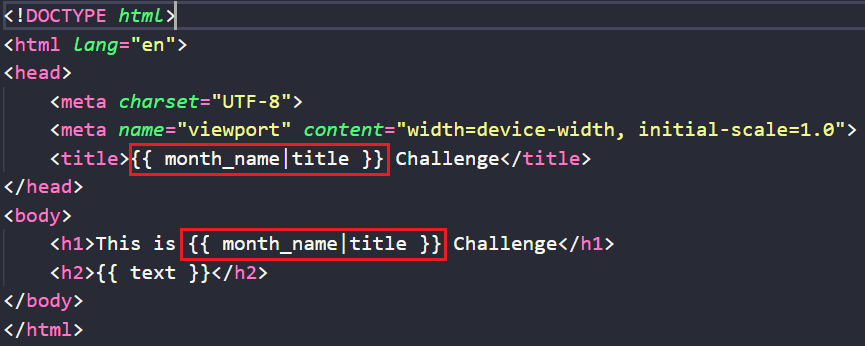 <!DOCTYPE html>
<html lang="en">
<head>
    <meta charset="UTF-8">
    <meta name="viewport" content="width=device-width, initial-scale=1.0">
    <title>{{ month_name|title }} Challenge</title>
</head>
<body>
    <h1>This is {{ month_name|title }} Challenge</h1>
    <h2>{{ text }}</h2>
</body>
</html>